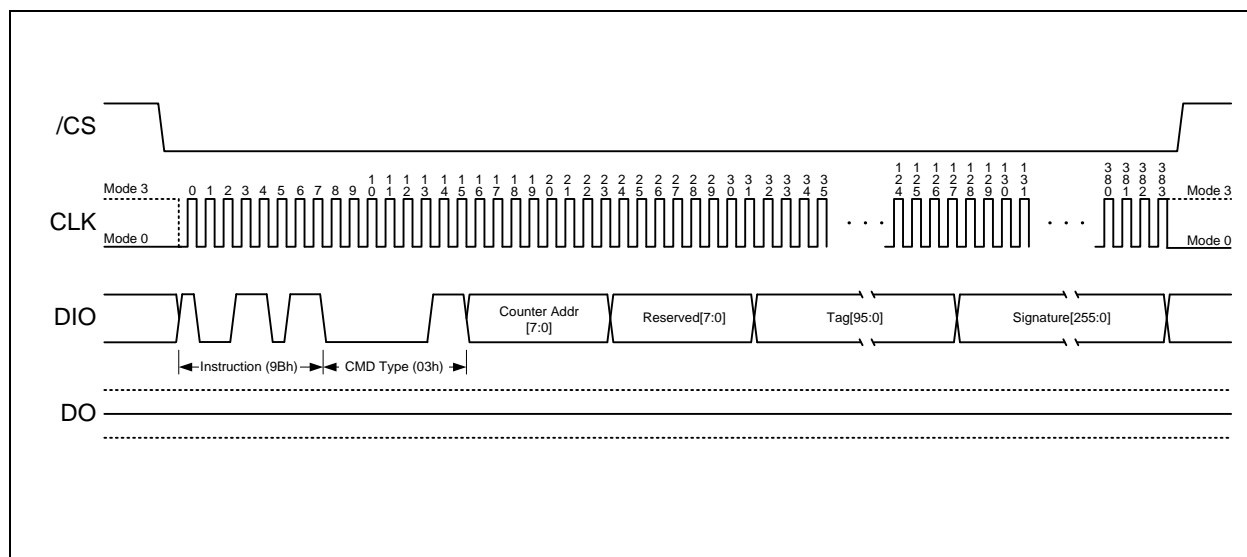 /CS
Mode 3
Mode 0
CLK
0 1 2 3 4 5 6 7 8 9 10 11 12 13 14 15 16 17 18 19 20 21 22 23 24 25 26 27 28 29 30 31 32 33 34 35 124 125 126 127 128 129 130 131 380 381 382 383
Mode 3
Mode 0
DIO
Counter Addr
[7:0]
Reserved[7:0]
Tag[95:0]
Signature[255:0]
Instruction (9Bh)
CMD Type (03h)
DO